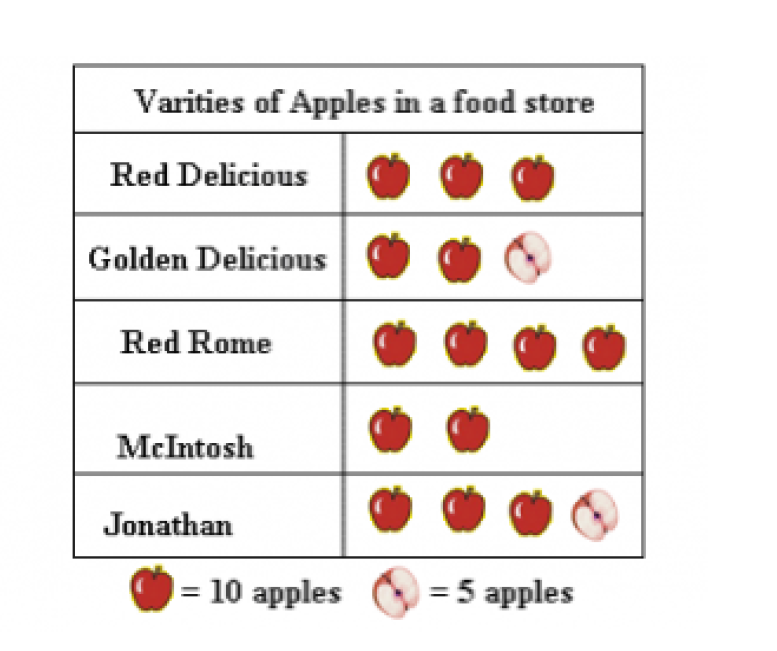 Varities of Apples in a food store
Red Delicious
Golden Delicious
Red Rome
McIntosh
Jonathan
= 10 apples = 5 apples